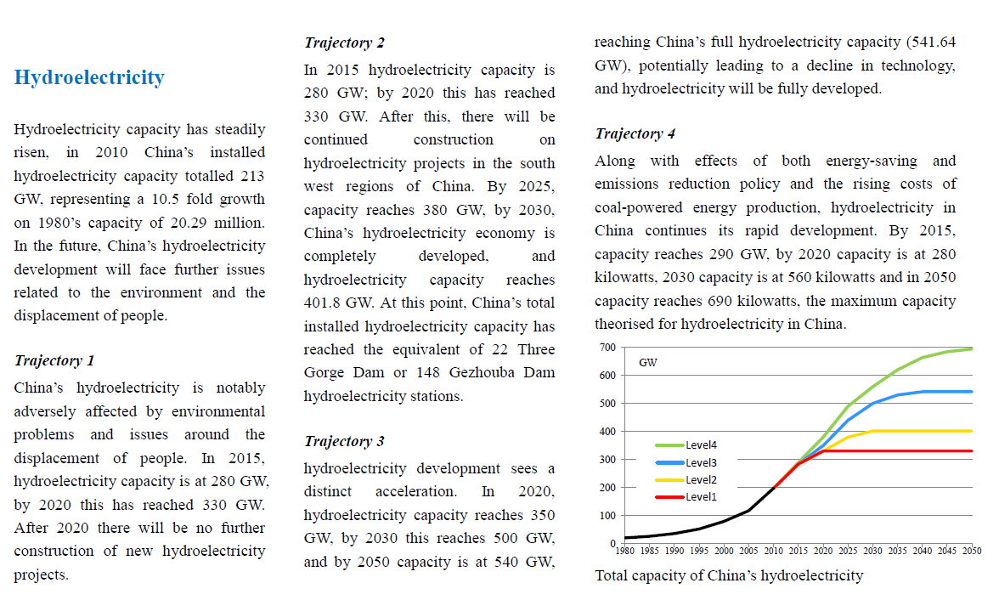 Hydroelectricity
Hydroelectricity capacity has steadily
risen, in 2010 China's installed
hydroelectricity capacity totalled 213
GW, representing a 10.5 fold growth
on 1980's capacity of 20.29 million.
In the future, China's hydroelectricity
development will face further issues
related to the environment and the
displacement of people.
Trajectory 1
China's hydroelectricity is notably
adversely affected by environmental
problems and issues around the
displacement of people. In 2015,
hydroelectricity capacity is at 280 GW,
by 2020 this has reached 330 GW.
After 2020 there will be no further
construction of new hydroelectricity
projects.
Trajectory 2
In 2015 hydroelectricity capacity is
280 GW; by 2020 this has reached
330 GW. After this, there will be
continued construction on
hydroelectricity projects in the south
west regions of China. By 2025,
capacity reaches 380 GW, by 2030,
China's hydroelectricity economy is
completely developed, and
hydroelectricity capacity reaches
401.8 GW. At this point, China's total
installed hydroelectricity capacity has
reached the equivalent of 22 Three
Gorge Dam or 148 Gezhouba Dam
hydroelectricity stations.
Trajectory 3
hydroelectricity development sees a
distinct acceleration. In 2020,
hydroelectricity capacity reaches 350
GW, by 2030 this reaches 500 GW,
and by 2050 capacity is at 540 GW,
reaching China's full hydroelectricity capacity (541.64
GW), potentially leading to a decline in technology,
and hydroelectricity will be fully developed.
Trajectory 4
Along with effects of both energy-saving and
emissions reduction policy and the rising costs of
coal-powered energy production, hydroelectricity in
China continues its rapid development. By 2015,
capacity reaches 290 GW, by 2020 capacity is at 280
kilowatts, 2030 capacity is at 560 kilowatts and in 2050
capacity reaches 690 kilowatts, the maximum capacity
theorised for hydroelectricity in China.
700
GW
600
500
400
300
200
100
0
Level4
Level3
Level2
Level1
1980 1985 1990 1995 2000 2005 2010 2015 2020 2025 2030 2035 2040 2045 2050
Total capacity of China's hydroelectricity